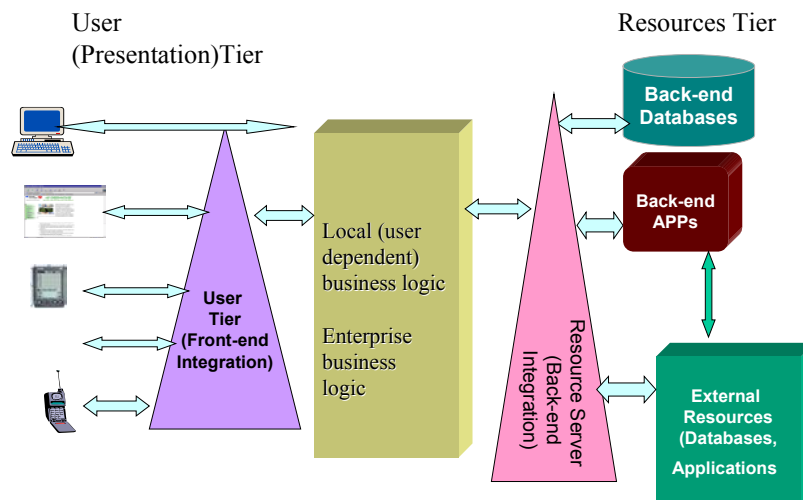 User
(Presentation)Tier
Resources Tier
Back-end
Databases
Back-end
APPs
Local (user
dependent)
business logic
Enterprise
business
logic
User
Tier
(Front-end
Integration)
Resource Server
(Back-end
Integration)
External
Resources
(Databases,
Applications